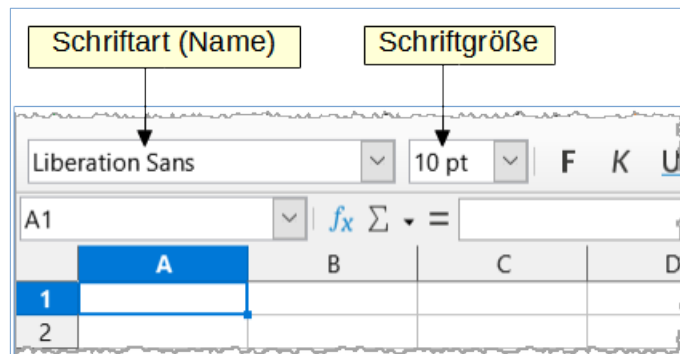 Schriftart (Name) Schriftgröße
Liberation Sans 10 pt F K U
A1 fx Σ =
A B C D
1
2